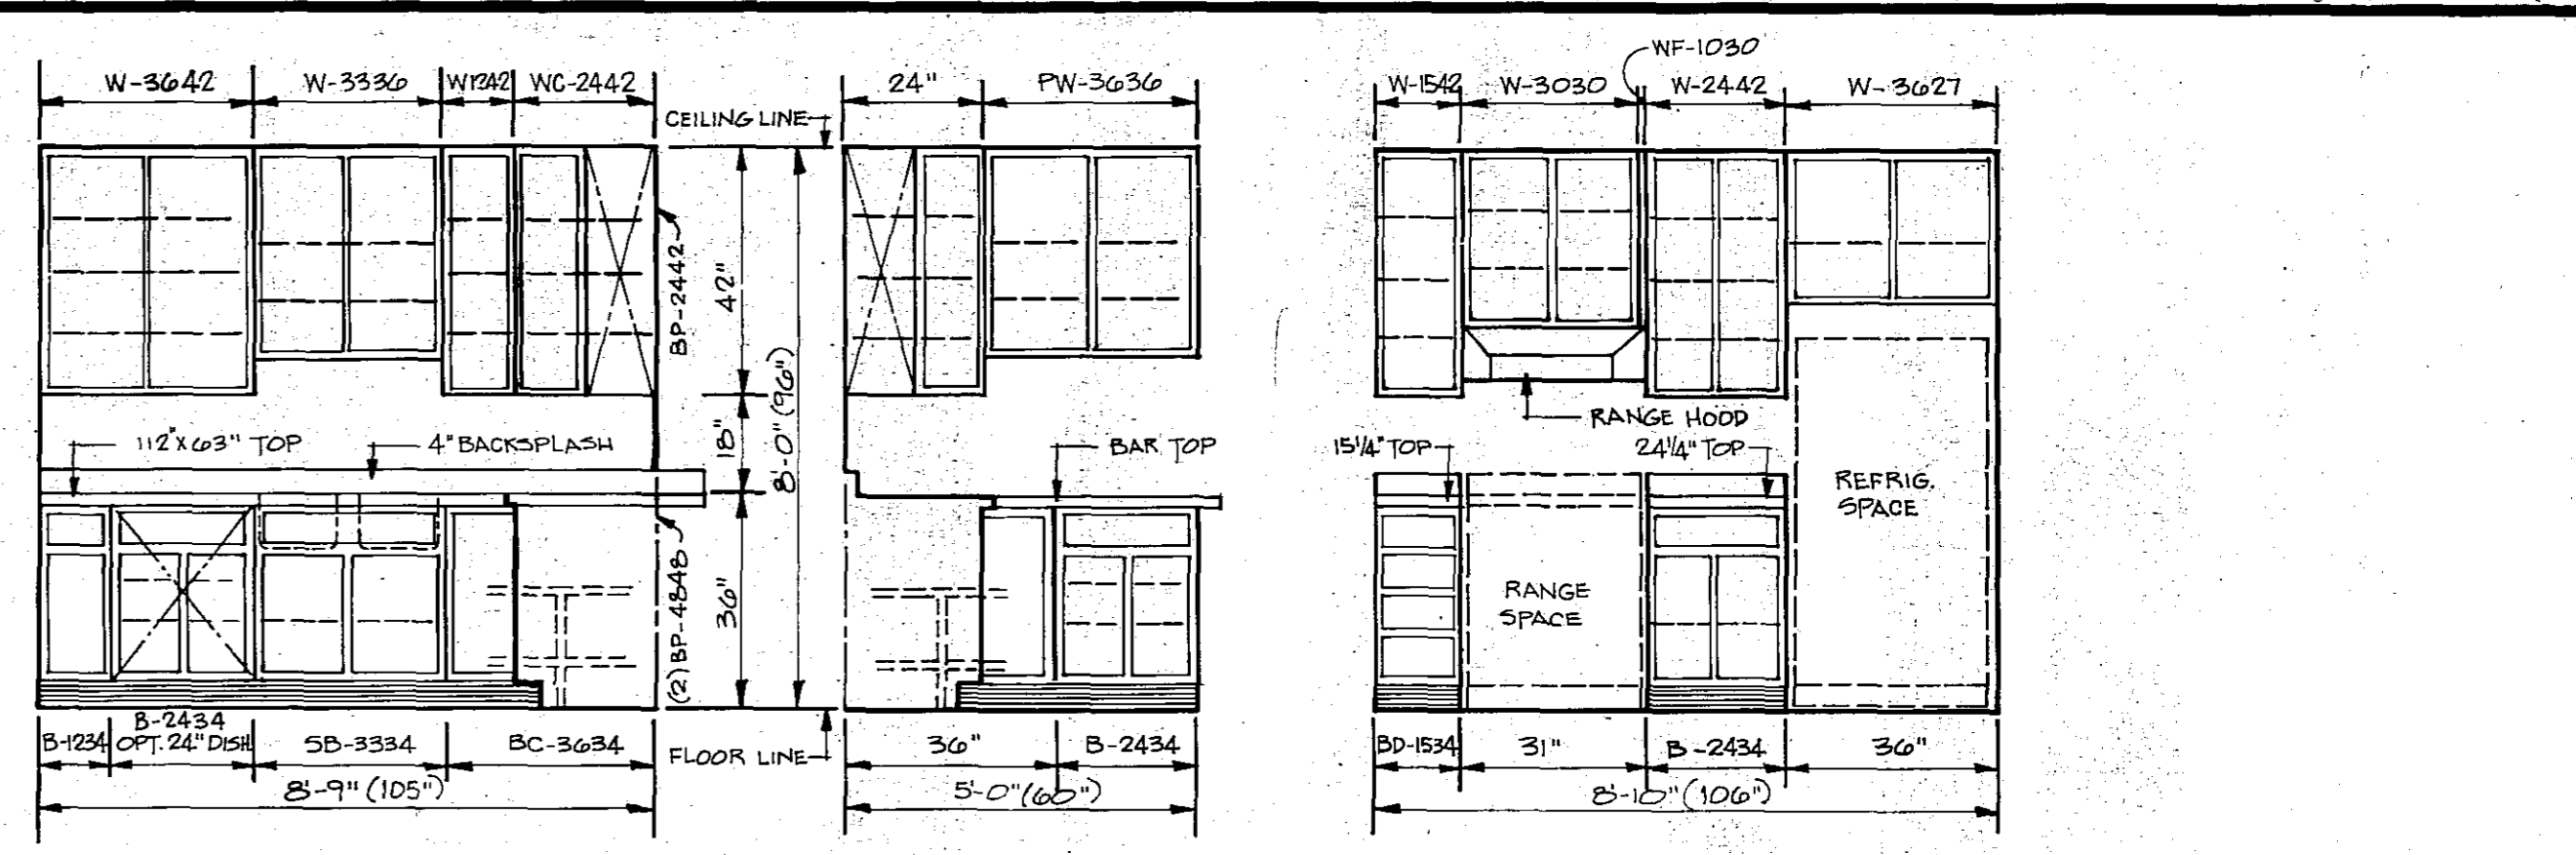 WF-1030
W-3642 W-3336 W1342 WC-2442
24" PW-3636
W-1542 W-3030 W-2442 W-3627
CEILING LINE
BP-2442
42"
8'-0" (96")
18"
36"
(2) BP-4848
112"X63" TOP
4" BACKSPLASH
BAR TOP
RANGE HOOD
15¼" TOP
24¼" TOP
REFRIG.
SPACE
RANGE
SPACE
B-1234
B-2434
OPT. 24" DISH
SB-3334
BC-3634
8'-9" (105")
FLOOR LINE
36" B-2434
5'-0" (60")
BD-1534 31" B-2434 36"
8'-10" (106")